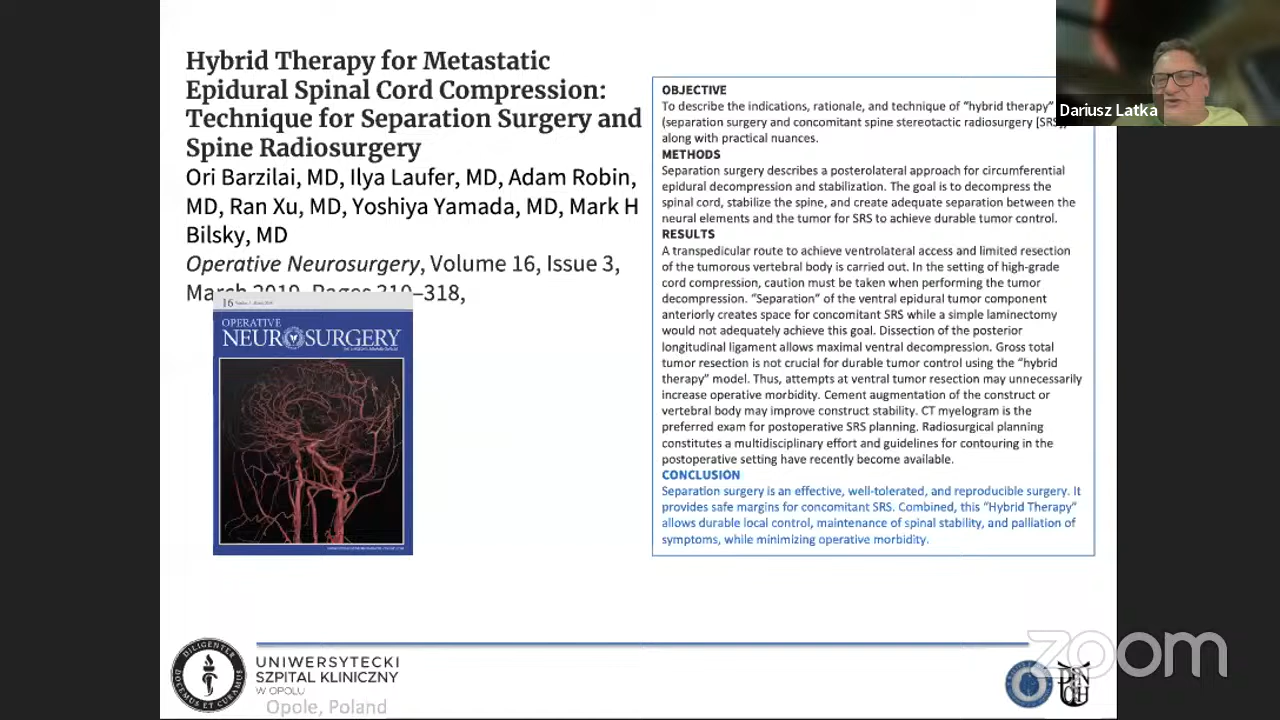 Hybrid Therapy for Metastatic
Epidural Spinal Cord Compression:
Technique for Separation Surgery and
Spine Radiosurgery
Ori Barzilai, MD, Ilya Laufer, MD, Adam Robin,
MD, Ran Xu, MD, Yoshiya Yamada, MD, Mark H
Bilsky, MD
Operative Neurosurgery, Volume 16, Issue 3,
March 2019, Pages 310–318,
16
OPERATIVE
NEUROSURGERY
OBJECTIVE
To describe the indications, rationale, and technique of “hybrid therapy”
(separation surgery and concomitant spine stereotactic radiosurgery [SRS]),
along with practical nuances.
METHODS
Separation surgery describes a posterolateral approach for circumferential
epidural decompression and stabilization. The goal is to decompress the
spinal cord, stabilize the spine, and create adequate separation between the
neural elements and the tumor for SRS to achieve durable tumor control.
RESULTS
A transpedicular route to achieve ventrolateral access and limited resection
of the tumorous vertebral body is carried out. In the setting of high-grade
cord compression, caution must be taken when performing the tumor
decompression. “Separation” of the ventral epidural tumor component
anteriorly creates space for concomitant SRS while a simple laminectomy
would not adequately achieve this goal. Dissection of the posterior
longitudinal ligament allows maximal ventral decompression. Gross total
tumor resection is not crucial for durable tumor control using the “hybrid
therapy” model. Thus, attempts at ventral tumor resection may unnecessarily
increase operative morbidity. Cement augmentation of the construct or
vertebral body may improve construct stability. CT myelogram is the
preferred exam for postoperative SRS planning. Radiosurgical planning
constitutes a multidisciplinary effort and guidelines for contouring in the
postoperative setting have recently become available.
CONCLUSION
Separation surgery is an effective, well-tolerated, and reproducible surgery. It
provides safe margins for concomitant SRS. Combined, this “Hybrid Therapy”
allows durable local control, maintenance of spinal stability, and palliation of
symptoms, while minimizing operative morbidity.
Dariusz Latka
DILIGENTER
DOCEMUS ET CURAMUS
UNIWERSYTECKI
SZPITAL KLINICZNY
W OPOLU
Opole, Poland
zoom